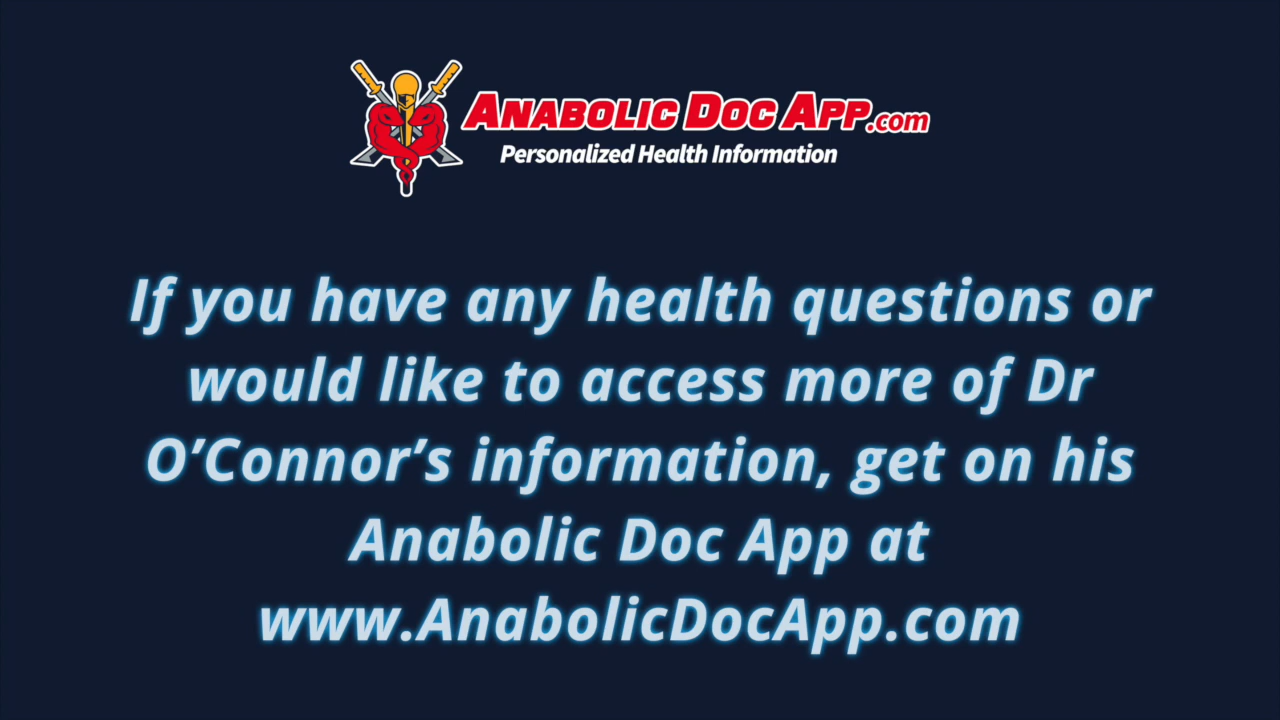 ANABOLIC DOC APP.com
Personalized Health Information
If you have any health questions or
would like to access more of Dr
O’Connor’s information, get on his
Anabolic Doc App at
www.AnabolicDocApp.com